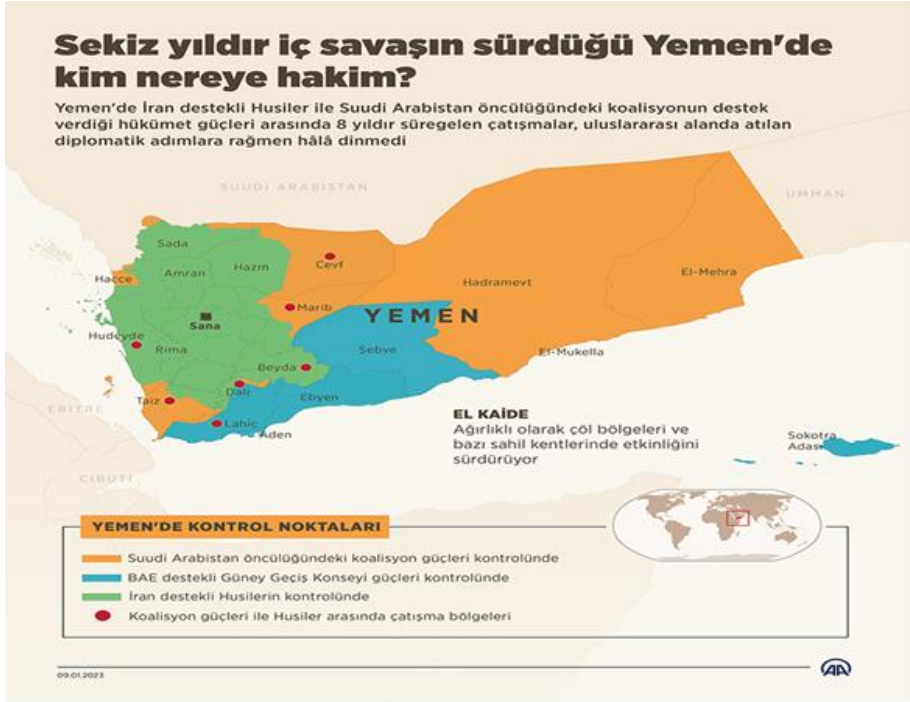 Sekiz yıldır iç savaşın sürdüğü Yemen'de
kim nereye hakim?
Yemen'de İran destekli Husiler ile Suudi Arabistan öncülüğündeki koalisyonun destek
verdiği hükümet güçleri arasında 8 yıldır süregelen çatışmalar, uluslararası alanda atılan
diplomatik adımlara rağmen hâlâ dinmedi
SUUDİ ARABİSTAN
UMMAN
Sada
Hacce
Amran
Hazm
Cevf
El-Mehra
Hadramevt
Marib
YEMEN
Sana
Hudeyde
Rima
Şebve
El-Mukella
Beyda
Dali
Ebyen
Taiz
ERİTRE
Lahic
Aden
EL KAİDE
Ağırlıklı olarak çöl bölgeleri ve
bazı sahil kentlerinde etkinliğini
sürdürüyor
Sokotra
Adası
CİBUTİ
YEMEN'DE KONTROL NOKTALARI
Suudi Arabistan öncülüğündeki koalisyon güçleri kontrolünde
BAE destekli Güney Geçiş Konseyi güçleri kontrolünde
İran destekli Husilerin kontrolünde
Koalisyon güçleri ile Husiler arasında çatışma bölgeleri
09.01.2023
AA